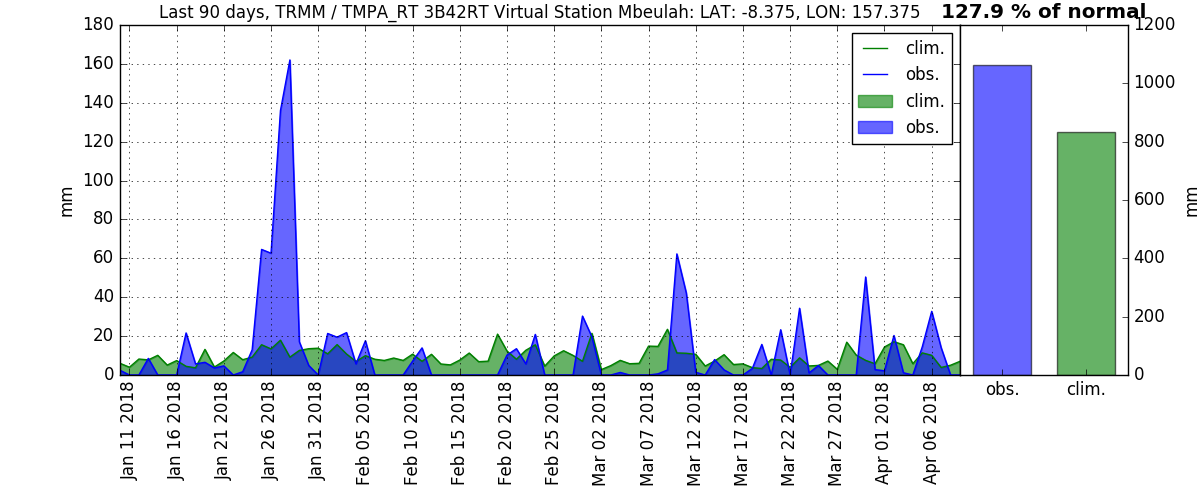 Last 90 days, TRMM / TMPA_RT 3B42RT Virtual Station Mbeulah: LAT: -8.375, LON: 157.375
127.9 % of normal
180
160
140
120
100
80
60
40
20
0
mm
clim.
obs.
clim.
obs.
Jan 11 2018
Jan 16 2018
Jan 21 2018
Jan 26 2018
Jan 31 2018
Feb 05 2018
Feb 10 2018
Feb 15 2018
Feb 20 2018
Feb 25 2018
Mar 02 2018
Mar 07 2018
Mar 12 2018
Mar 17 2018
Mar 22 2018
Mar 27 2018
Apr 01 2018
Apr 06 2018
1200
1000
800
600
400
200
0
mm
obs.
clim.